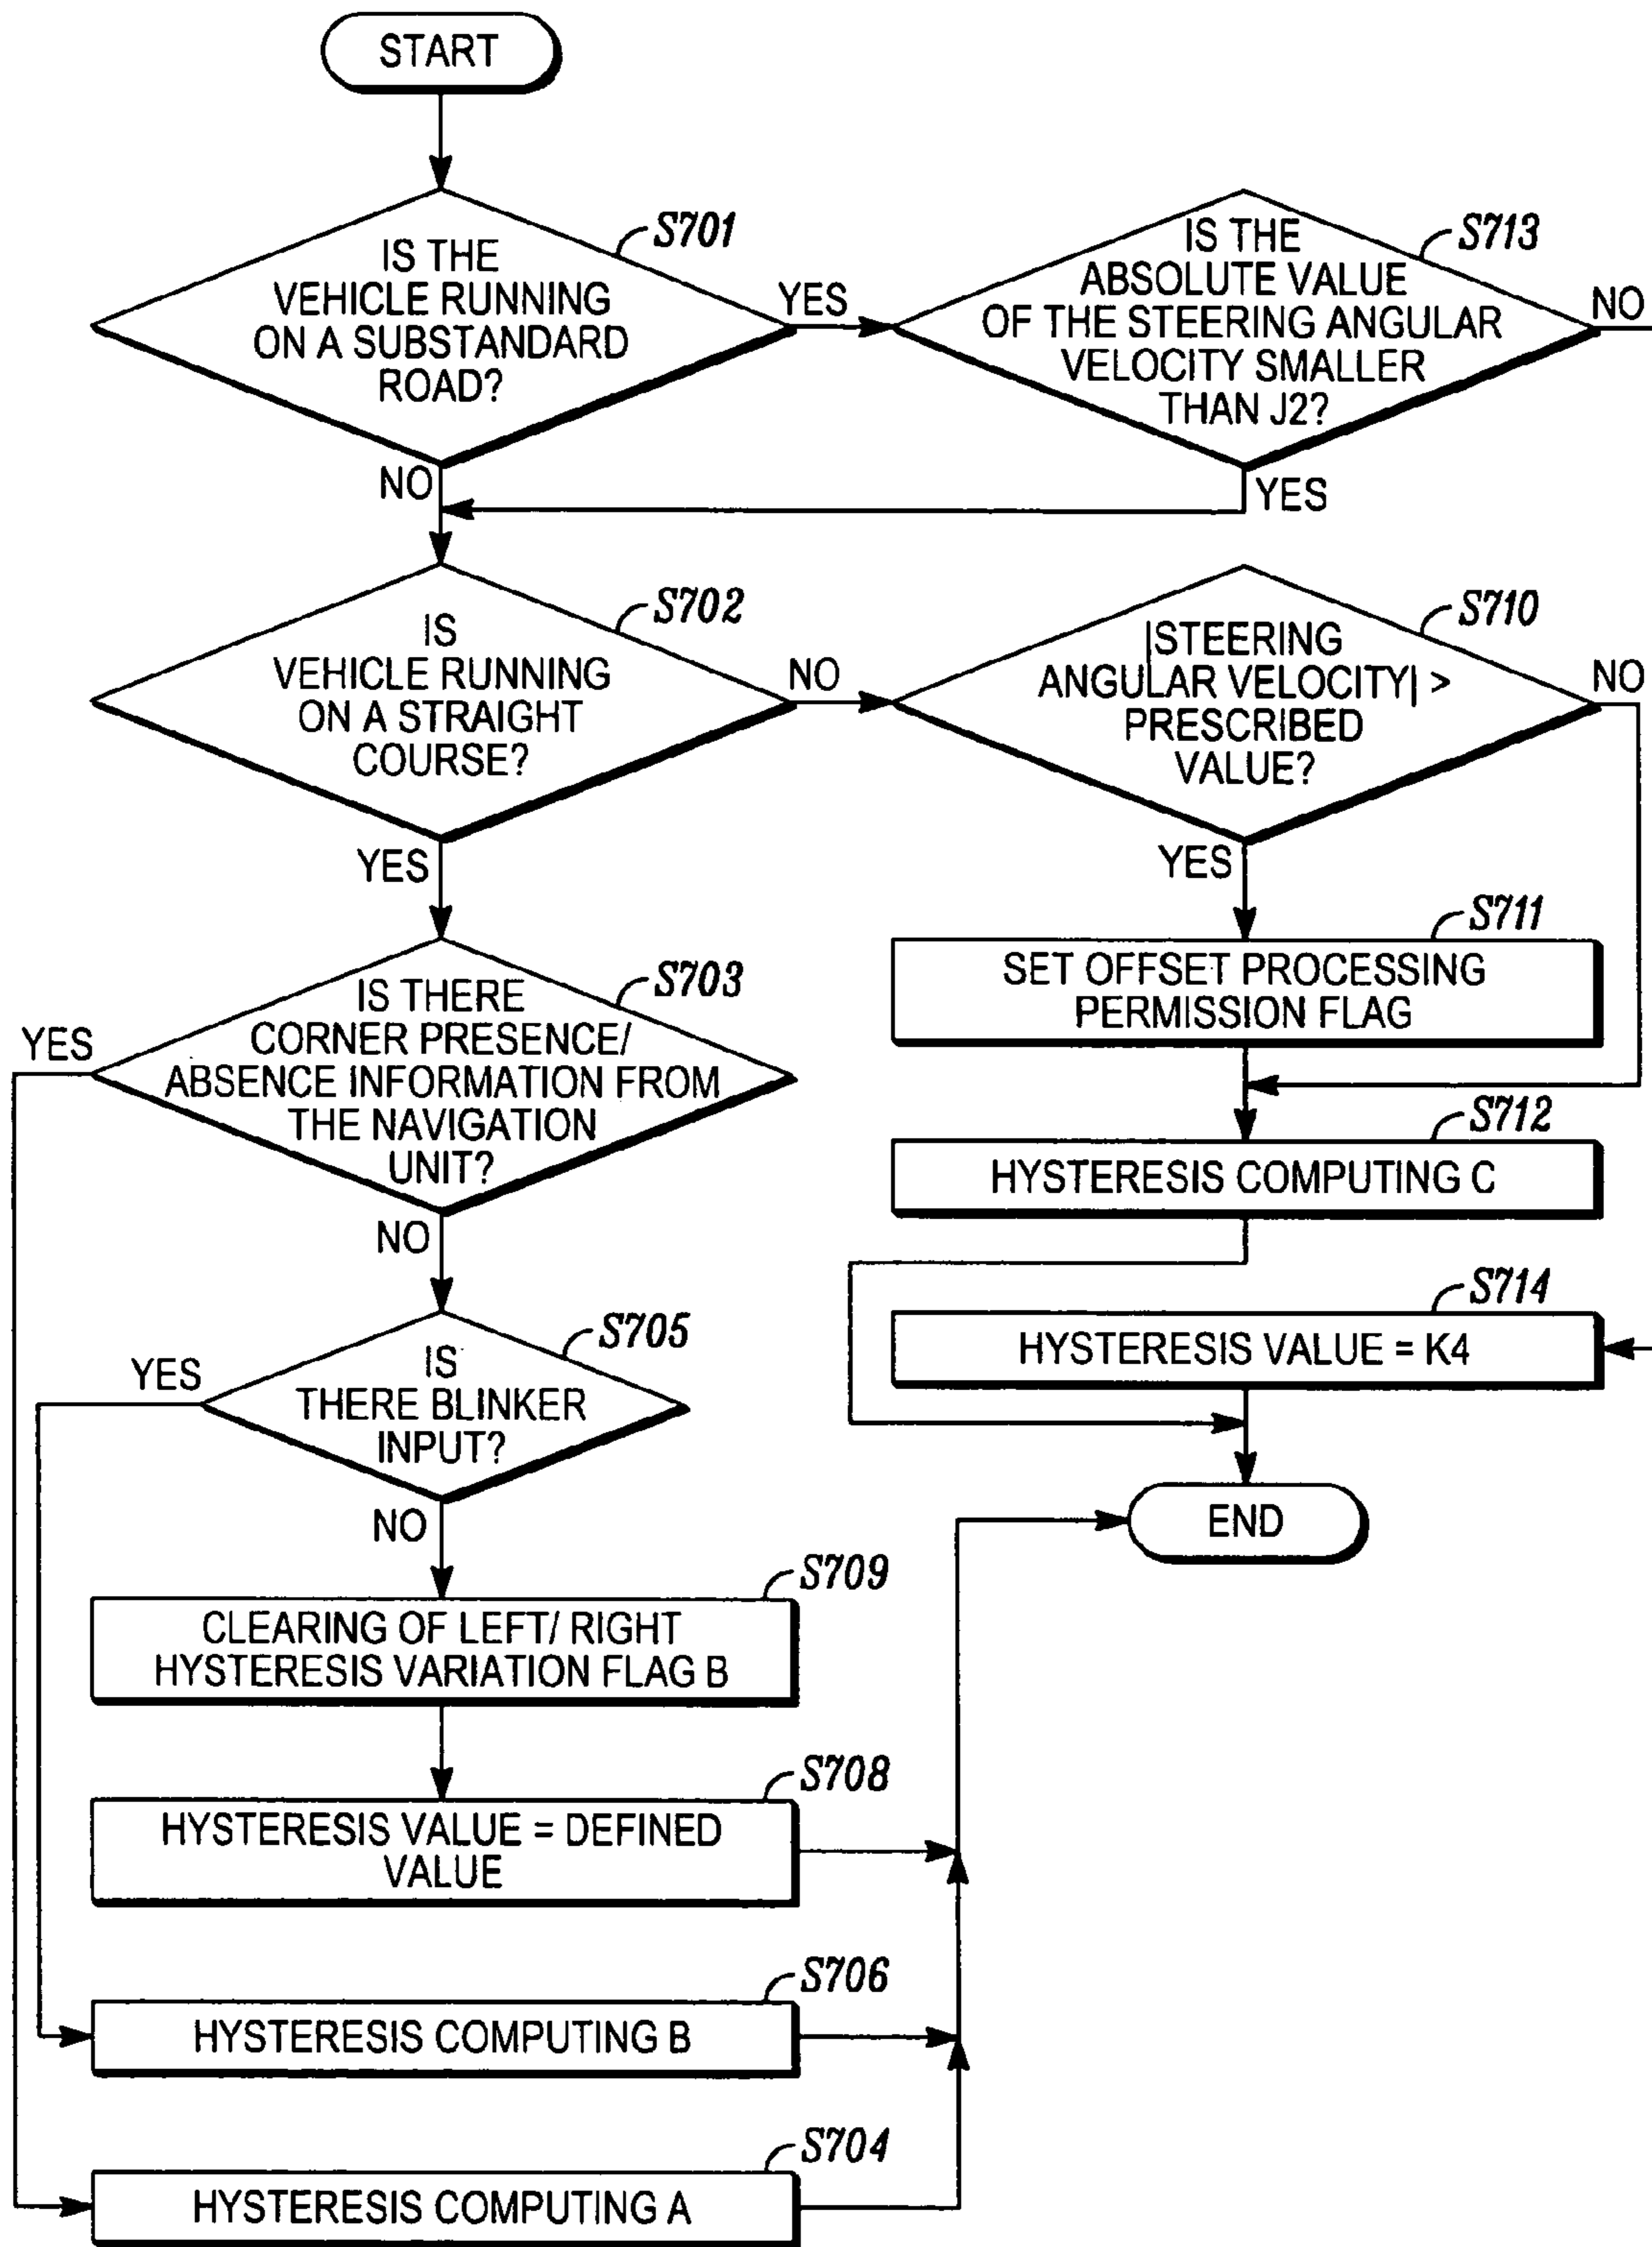 START
S701
IS THE
VEHICLE RUNNING
ON A SUBSTANDARD
ROAD?
YES
NO
S713
IS THE
ABSOLUTE VALUE
OF THE STEERING ANGULAR
VELOCITY SMALLER
THAN J2?
NO
YES
S702
IS
VEHICLE RUNNING
ON A STRAIGHT
COURSE?
NO
YES
S710
|STEERING
ANGULAR VELOCITY| >
PRESCRIBED
VALUE?
NO
YES
S711
SET OFFSET PROCESSING
PERMISSION FLAG
S703
IS THERE
CORNER PRESENCE/
ABSENCE INFORMATION FROM
THE NAVIGATION
UNIT?
YES
NO
S712
HYSTERESIS COMPUTING C
S714
HYSTERESIS VALUE = K4
S705
IS
THERE BLINKER
INPUT?
YES
NO
END
S709
CLEARING OF LEFT/ RIGHT
HYSTERESIS VARIATION FLAG B
S708
HYSTERESIS VALUE = DEFINED
VALUE
S706
HYSTERESIS COMPUTING B
S704
HYSTERESIS COMPUTING A